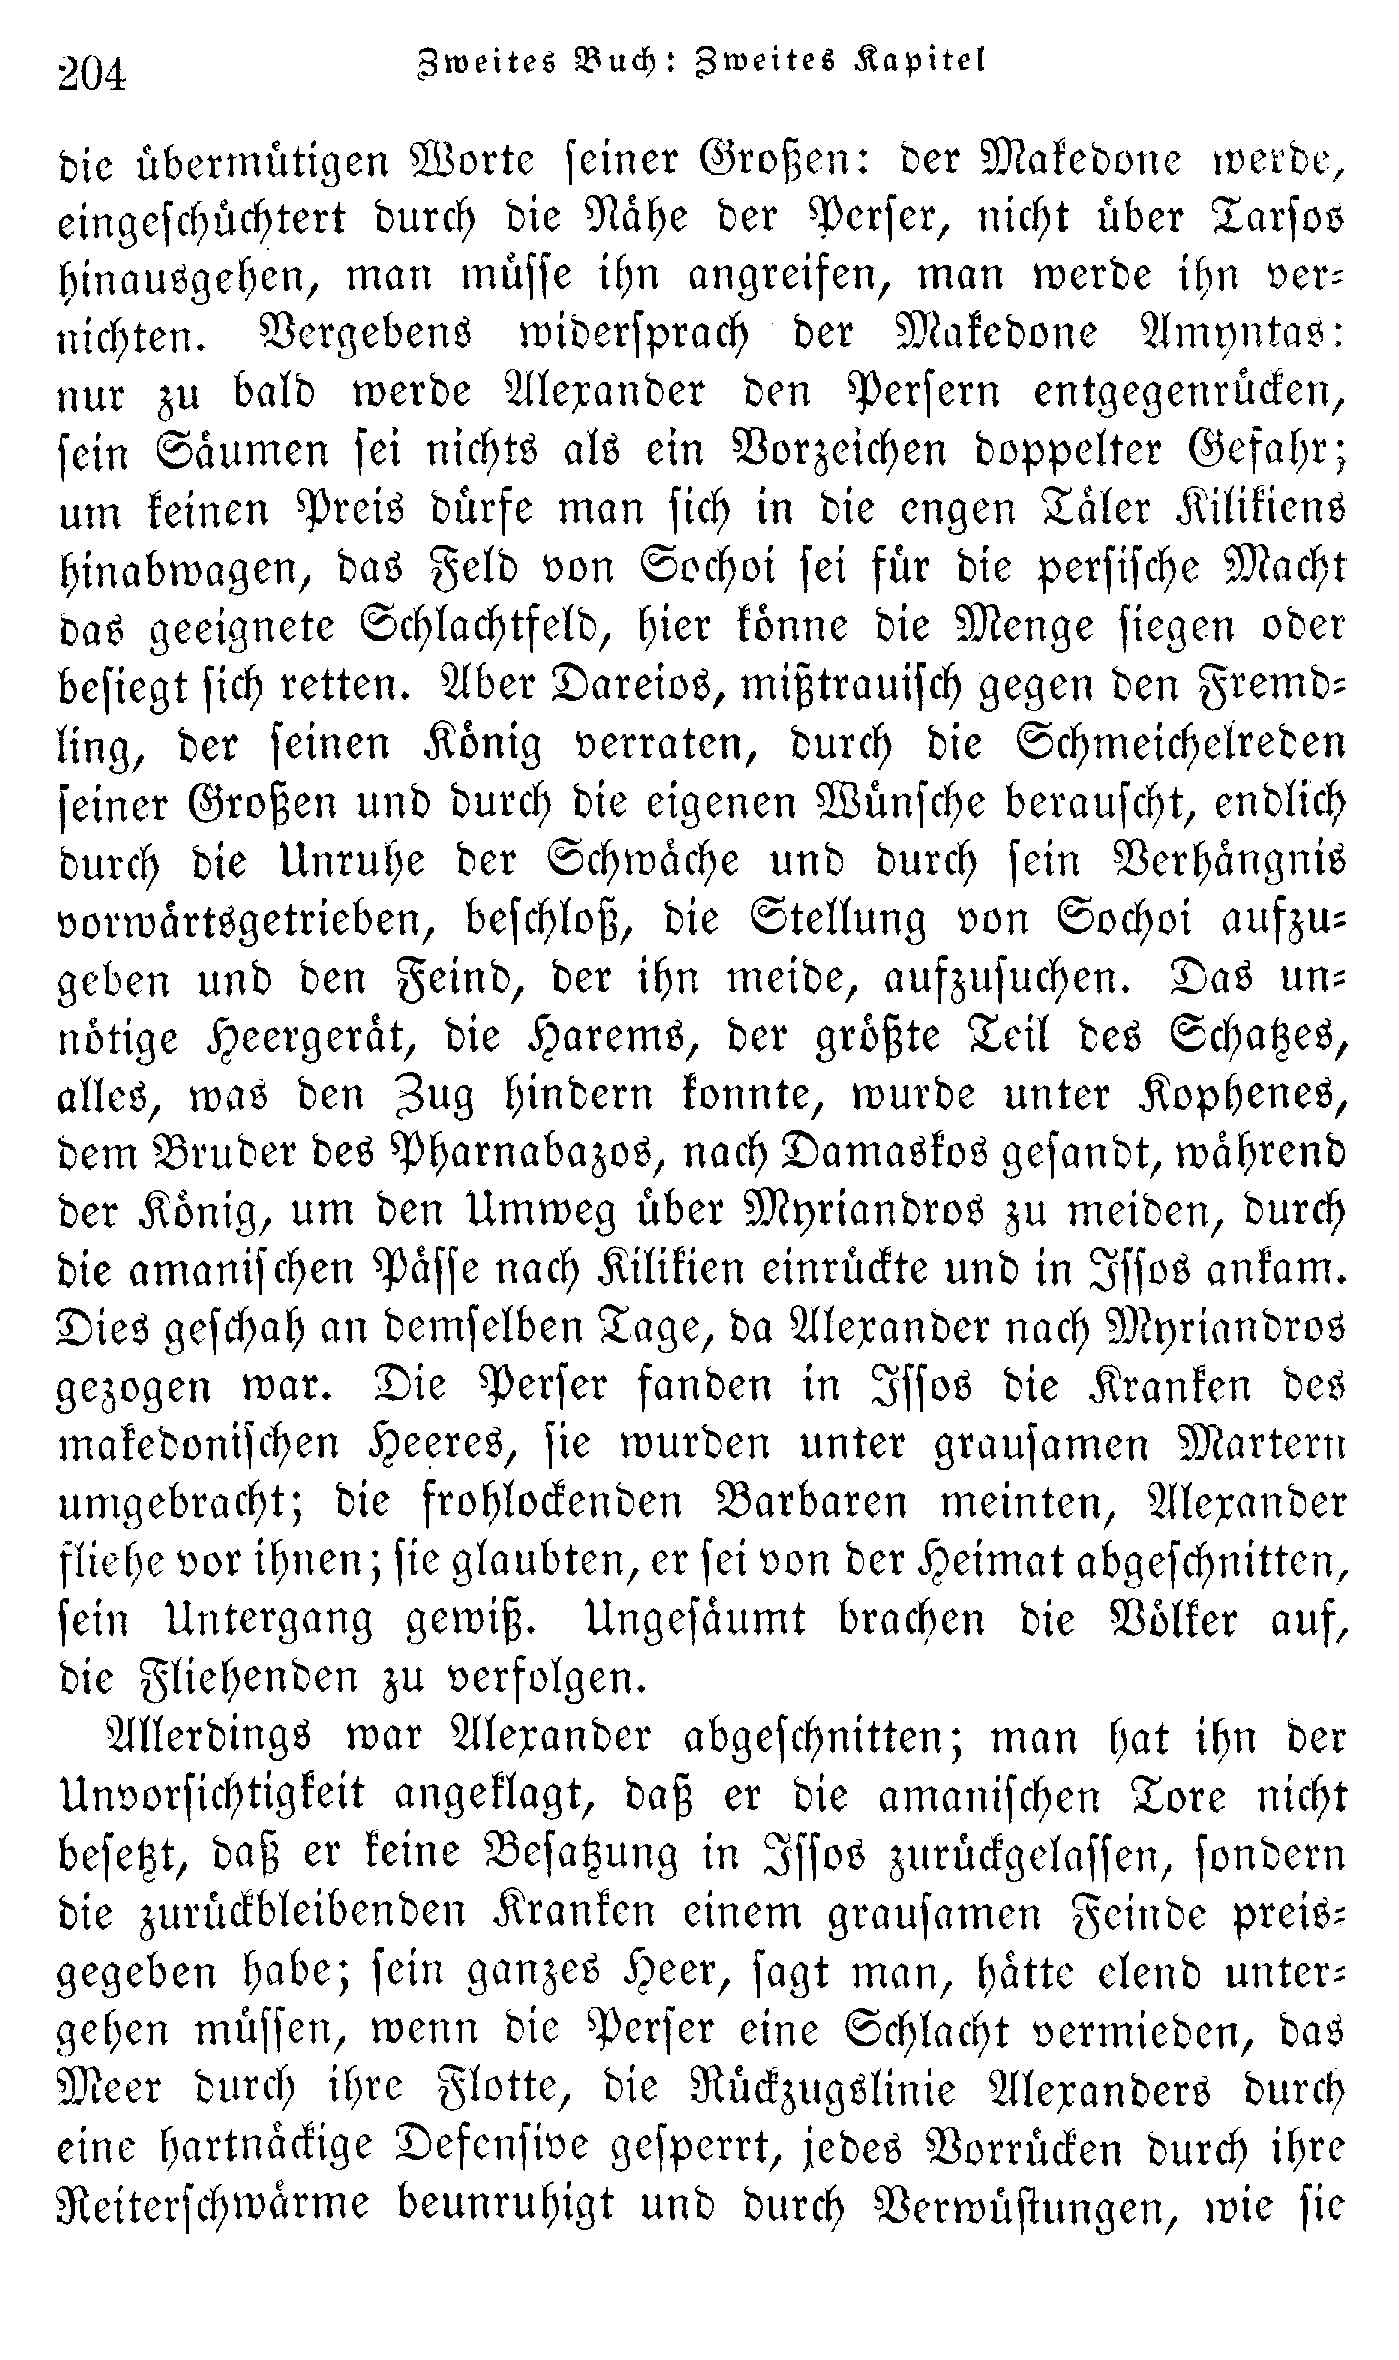 204 Zweites Buch: Zweites Kapitel
die übermütigen Worte seiner Großen: der Makedone werde,
eingeschüchtert durch die Nähe der Perser, nicht über Tarsos
hinausgehen, man müsse ihn angreifen, man werde ihn ver-
nichten. Vergebens widersprach der Makedone Amyntas:
nur zu bald werde Alexander den Persern entgegenrücken,
sein Säumen sei nichts als ein Vorzeichen doppelter Gefahr;
um keinen Preis dürfe man sich in die engen Täler Kilikiens
hinabwagen, das Feld von Sochoi sei für die persische Macht
das geeignete Schlachtfeld, hier könne die Menge siegen oder
besiegt sich retten. Aber Dareios, mißtrauisch gegen den Fremd-
ling, der seinen König verraten, durch die Schmeichelreden
seiner Großen und durch die eigenen Wünsche berauscht, endlich
durch die Unruhe der Schwäche und durch sein Verhängnis
vorwärtsgetrieben, beschloß, die Stellung von Sochoi aufzu-
geben und den Feind, der ihn meide, aufzusuchen. Das un-
nötige Heergerät, die Harems, der größte Teil des Schatzes,
alles, was den Zug hindern konnte, wurde unter Kophenes,
dem Bruder des Pharnabazos, nach Damaskos gesandt, während
der König, um den Umweg über Myriandros zu meiden, durch
die amanischen Pässe nach Kilikien einrückte und in Issos ankam.
Dies geschah an demselben Tage, da Alexander nach Myriandros
gezogen war. Die Perser fanden in Issos die Kranken des
makedonischen Heeres, sie wurden unter grausamen Martern
umgebracht; die frohlockenden Barbaren meinten, Alexander
fliehe vor ihnen; sie glaubten, er sei von der Heimat abgeschnitten,
sein Untergang gewiß. Ungesäumt brachen die Völker auf,
die Fliehenden zu verfolgen.
Allerdings war Alexander abgeschnitten; man hat ihn der
Unvorsichtigkeit angeklagt, daß er die amanischen Tore nicht
besetzt, daß er keine Besatzung in Issos zurückgelassen, sondern
die zurückbleibenden Kranken einem grausamen Feinde preis-
gegeben habe; sein ganzes Heer, sagt man, hätte elend unter-
gehen müssen, wenn die Perser eine Schlacht vermieden, das
Meer durch ihre Flotte, die Rückzugslinie Alexanders durch
eine hartnäckige Defensive gesperrt, jedes Vorrücken durch ihre
Reiterschwärme beunruhigt und durch Verwüstungen, wie sie